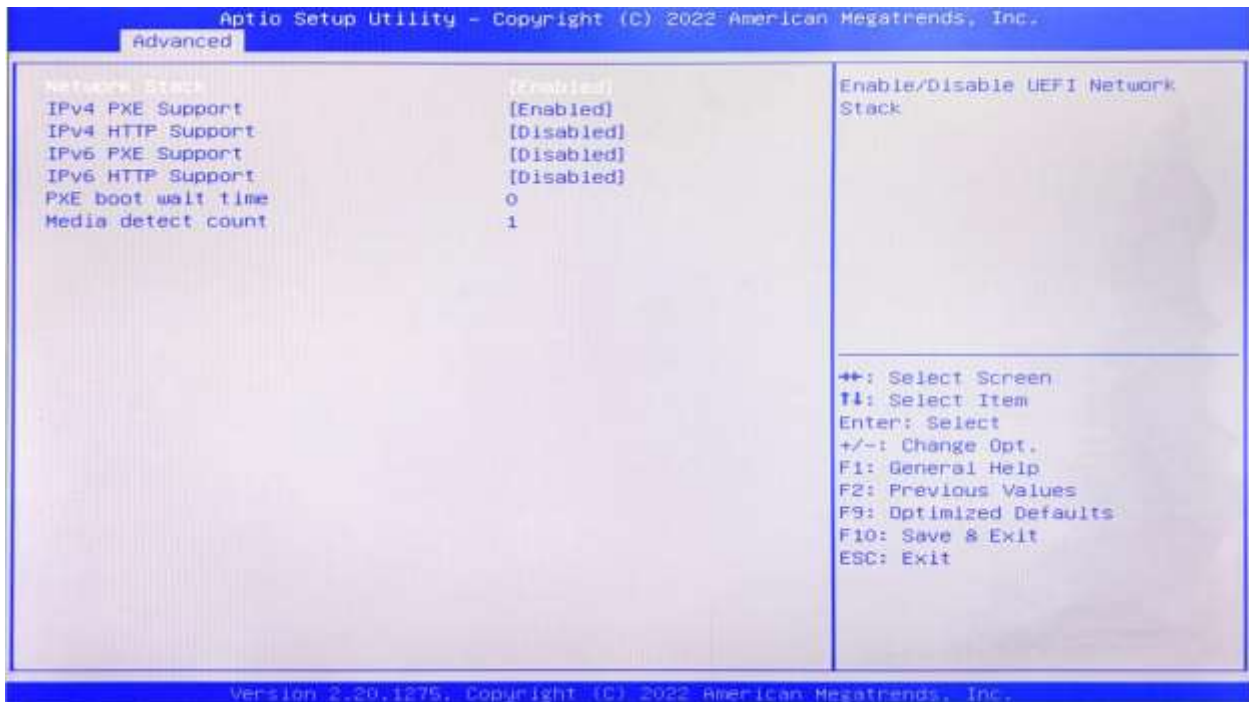 Aptio Setup Utility – Copyright (C) 2022 American Megatrends, Inc.
Advanced
Network Stack [Enabled]
IPv4 PXE Support [Enabled]
IPv4 HTTP Support [Disabled]
IPv6 PXE Support [Disabled]
IPv6 HTTP Support [Disabled]
PXE boot wait time 0
Media detect count 1
Enable/Disable UEFI Network
Stack
→←: Select Screen
↑↓: Select Item
Enter: Select
+/-: Change Opt.
F1: General Help
F2: Previous Values
F9: Optimized Defaults
F10: Save & Exit
ESC: Exit
Version 2.20.1275. Copyright (C) 2022 American Megatrends, Inc.